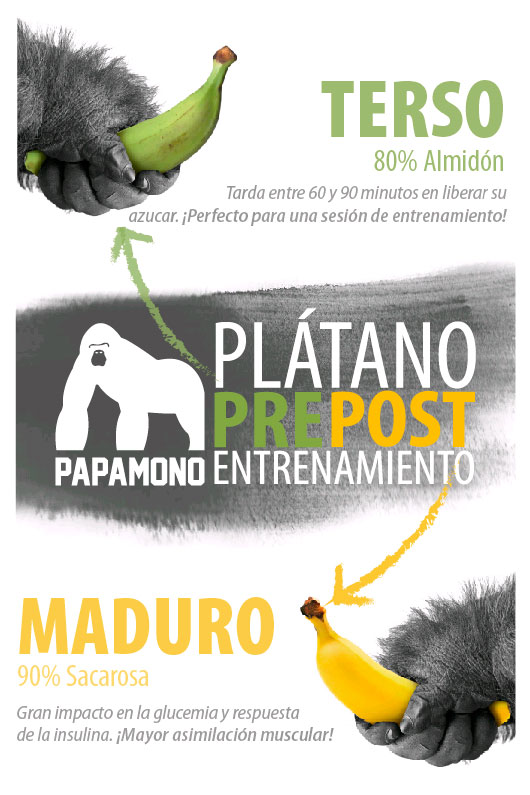 TERSO
80% Almidón
Tarda entre 60 y 90 minutos en liberar su
azucar. ¡Perfecto para una sesión de entrenamiento!
PLÁTANO
PREPOST
PAPAMONO
ENTRENAMIENTO
MADURO
90% Sacarosa
Gran impacto en la glucemia y respuesta
de la insulina. ¡Mayor asimilación muscular!